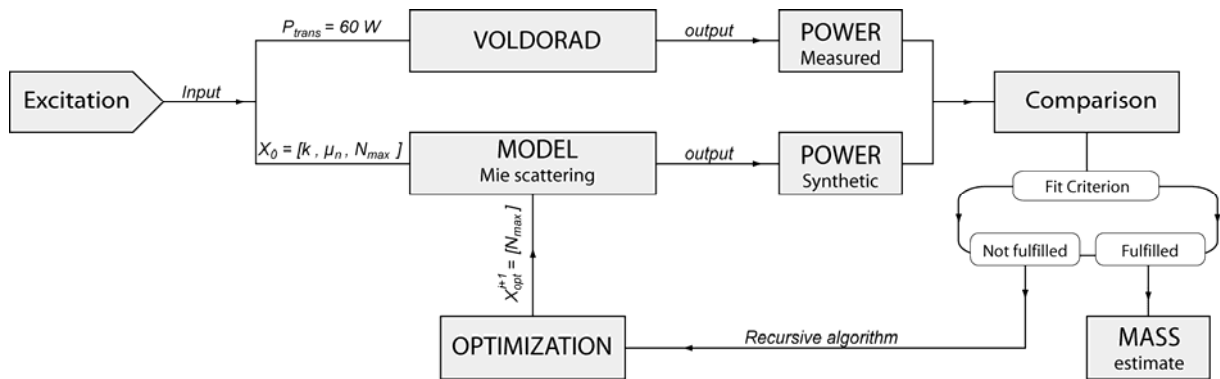 P_trans = 60 W
VOLDORAD
output
POWER
Measured
Excitation
Input
Comparison
X_0 = [k , µ_n , N_max ]
MODEL
Mie scattering
output
POWER
Synthetic
Fit Criterion
Not fulfilled
Fulfilled
X_opt^j+1 = [N_max ]
OPTIMIZATION
Recursive algorithm
MASS
estimate